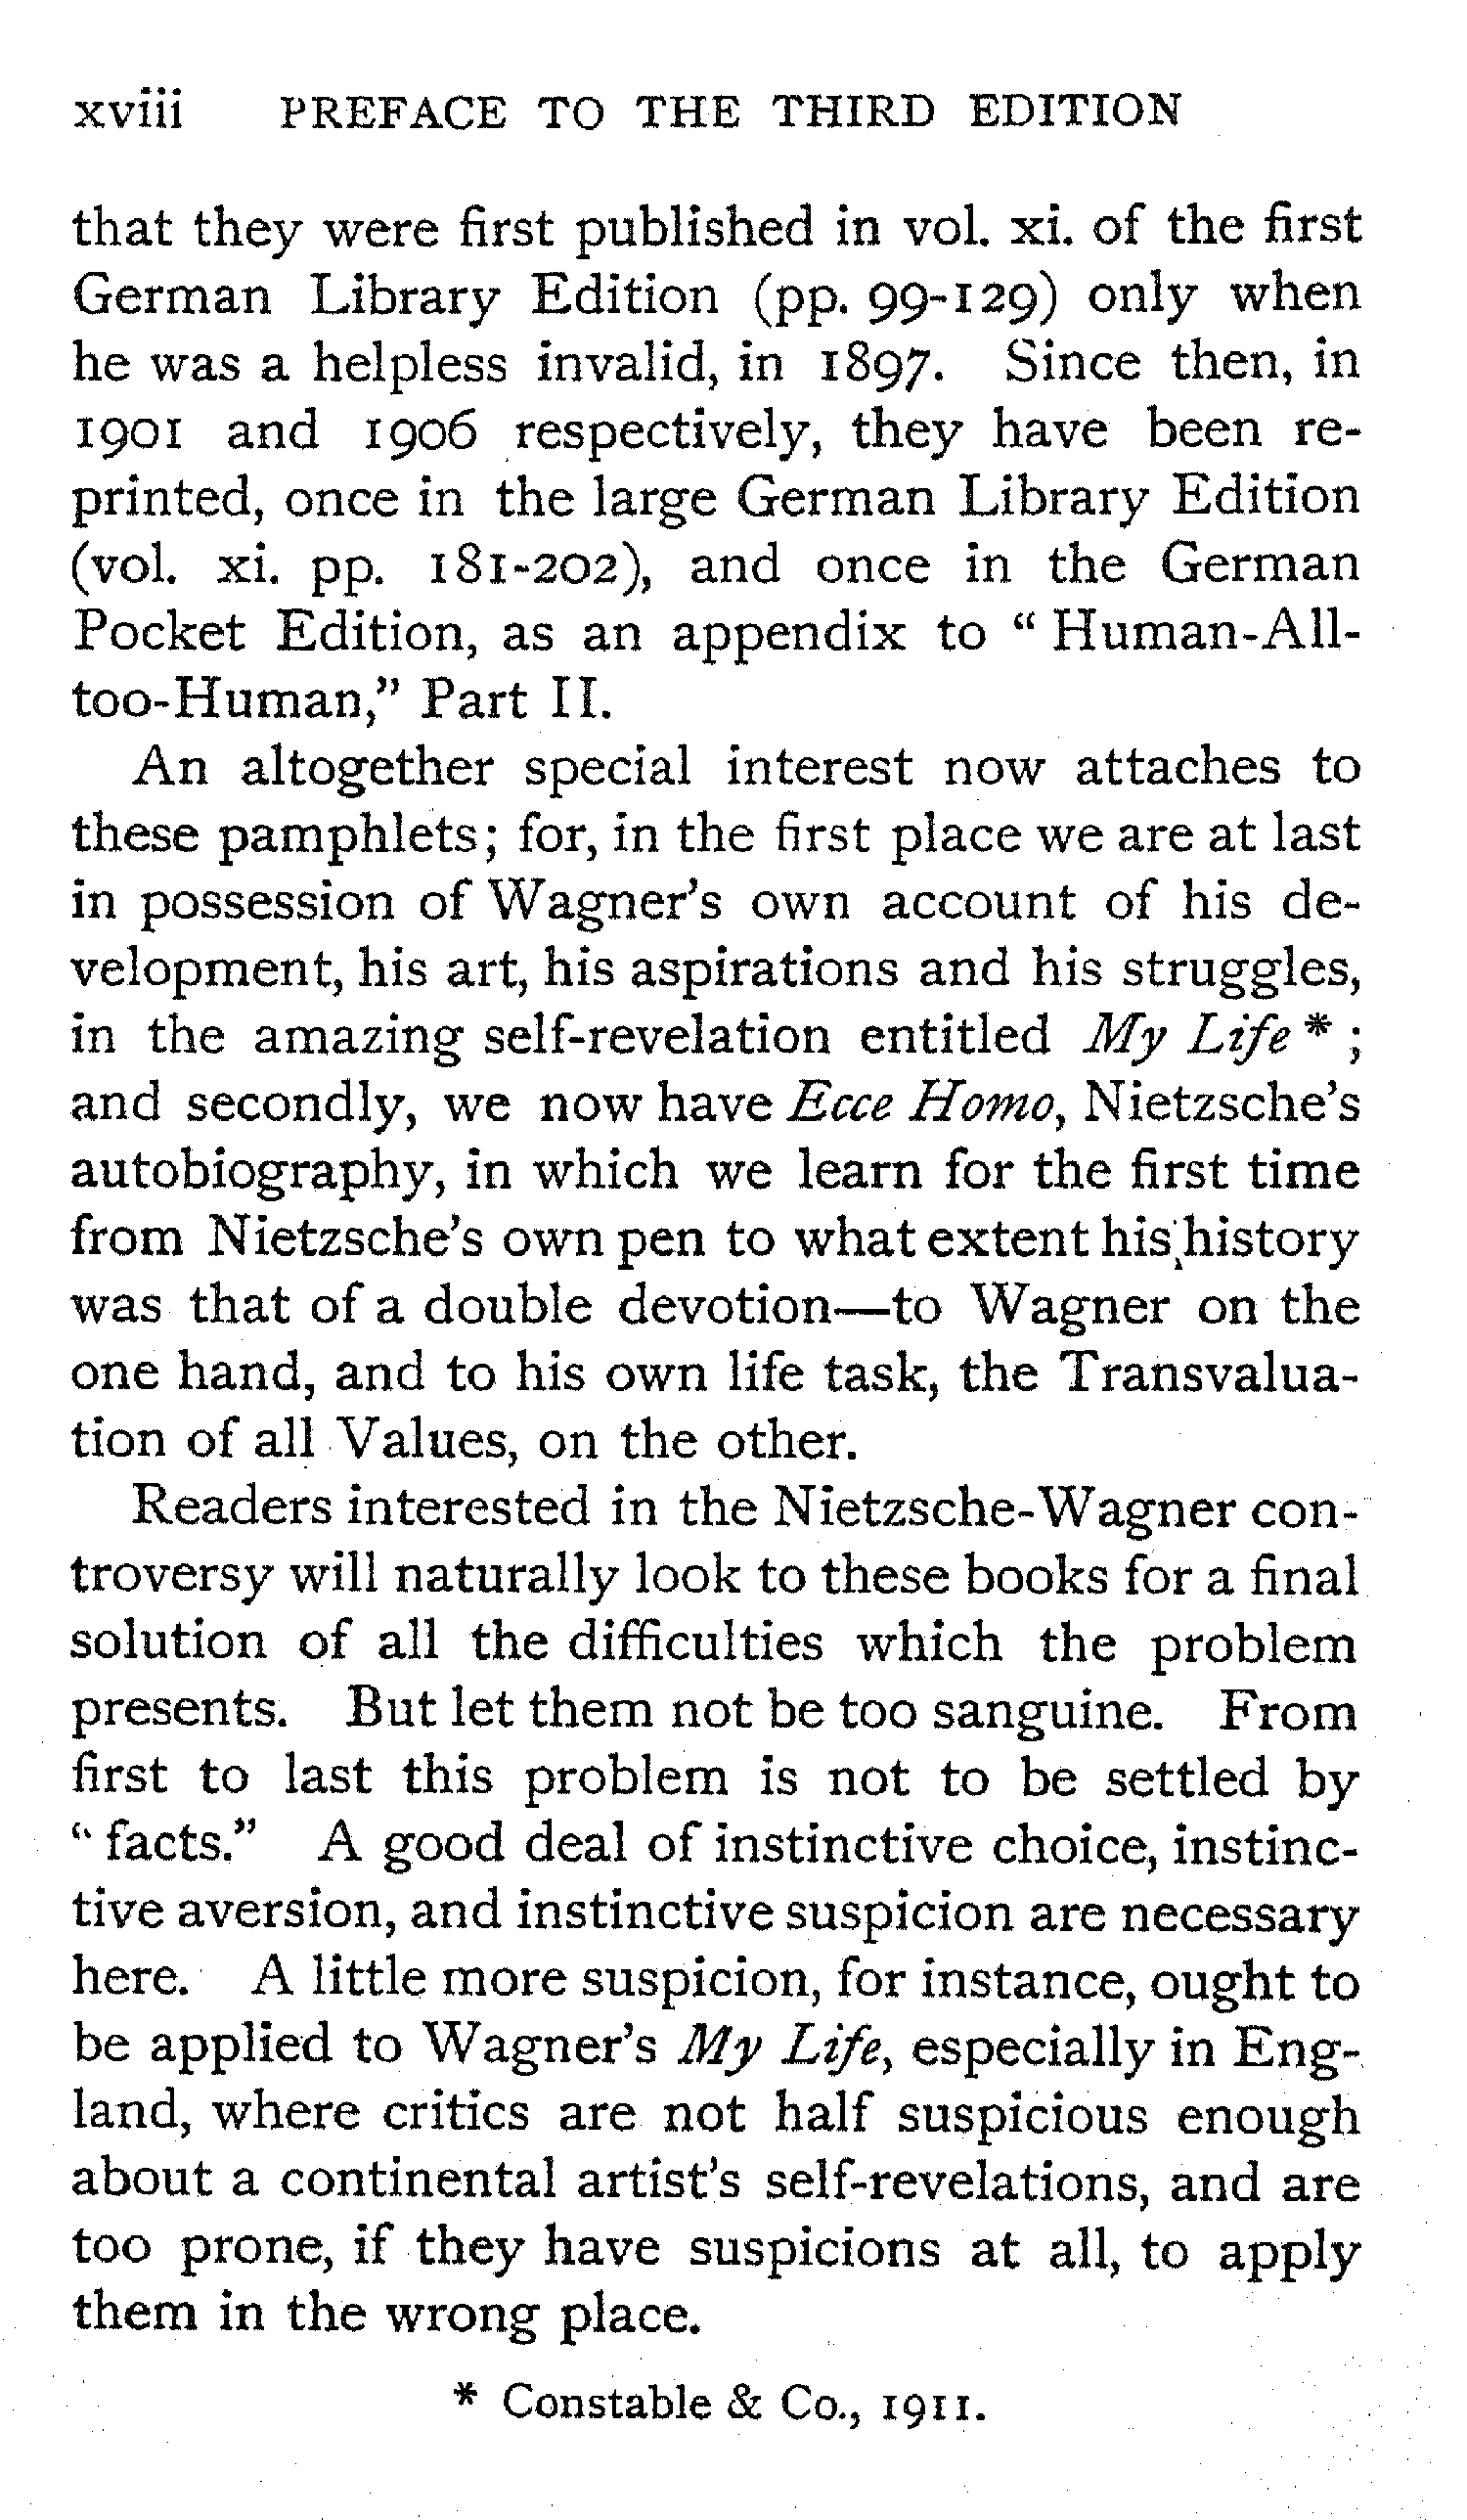 xviii PREFACE TO THE THIRD EDITION
that they were first published in vol. xi. of the first
German Library Edition (pp. 99-129) only when
he was a helpless invalid, in 1897. Since then, in
1901 and 1906 respectively, they have been re-
printed, once in the large German Library Edition
(vol. xi. pp. 181-202), and once in the German
Pocket Edition, as an appendix to “ Human-All-
too-Human,” Part II.
An altogether special interest now attaches to
these pamphlets; for, in the first place we are at last
in possession of Wagner's own account of his de-
velopment, his art, his aspirations and his struggles,
in the amazing self-revelation entitled My Life * ;
and secondly, we now have Ecce Homo, Nietzsche's
autobiography, in which we learn for the first time
from Nietzsche's own pen to what extent his history
was that of a double devotion—to Wagner on the
one hand, and to his own life task, the Transvalua-
tion of all Values, on the other.
Readers interested in the Nietzsche-Wagner con-
troversy will naturally look to these books for a final
solution of all the difficulties which the problem
presents. But let them not be too sanguine. From
first to last this problem is not to be settled by
“ facts.” A good deal of instinctive choice, instinc-
tive aversion, and instinctive suspicion are necessary
here. A little more suspicion, for instance, ought to
be applied to Wagner's My Life, especially in Eng-
land, where critics are not half suspicious enough
about a continental artist's self-revelations, and are
too prone, if they have suspicions at all, to apply
them in the wrong place.
* Constable & Co., 1911.